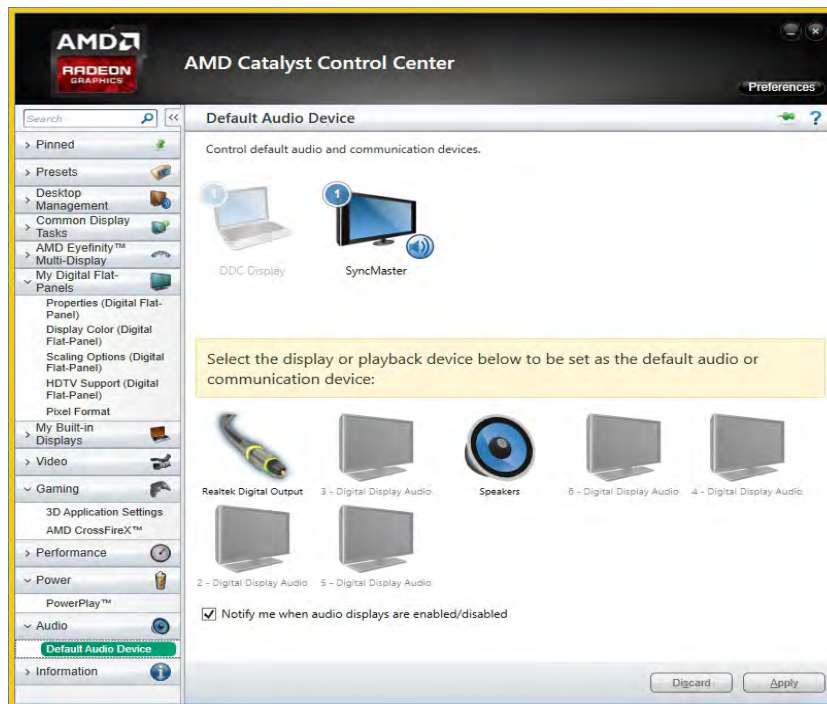 AMD
RADEON
GRAPHICS
AMD Catalyst Control Center
Preferences
Search
<<
Default Audio Device
?
> Pinned
> Presets
> Desktop
Management
> Common Display
Tasks
> AMD Eyefinity™
Multi-Display
My Digital Flat-
Panels
Properties (Digital Flat-
Panel)
Display Color (Digital
Flat-Panel)
Scaling Options (Digital
Flat-Panel)
HDTV Support (Digital
Flat-Panel)
Pixel Format
> My Built-in
Displays
> Video
Gaming
3D Application Settings
AMD CrossFireX™
> Performance
Power
PowerPlay™
Audio
Default Audio Device
> Information
Control default audio and communication devices.
1
1
DDC Display
SyncMaster
Select the display or playback device below to be set as the default audio or
communication device:
Realtek Digital Output
3 - Digital Display Audio
Speakers
6 - Digital Display Audio
4 - Digital Display Audio
2 - Digital Display Audio
5 - Digital Display Audio
Notify me when audio displays are enabled/disabled
Discard
Apply